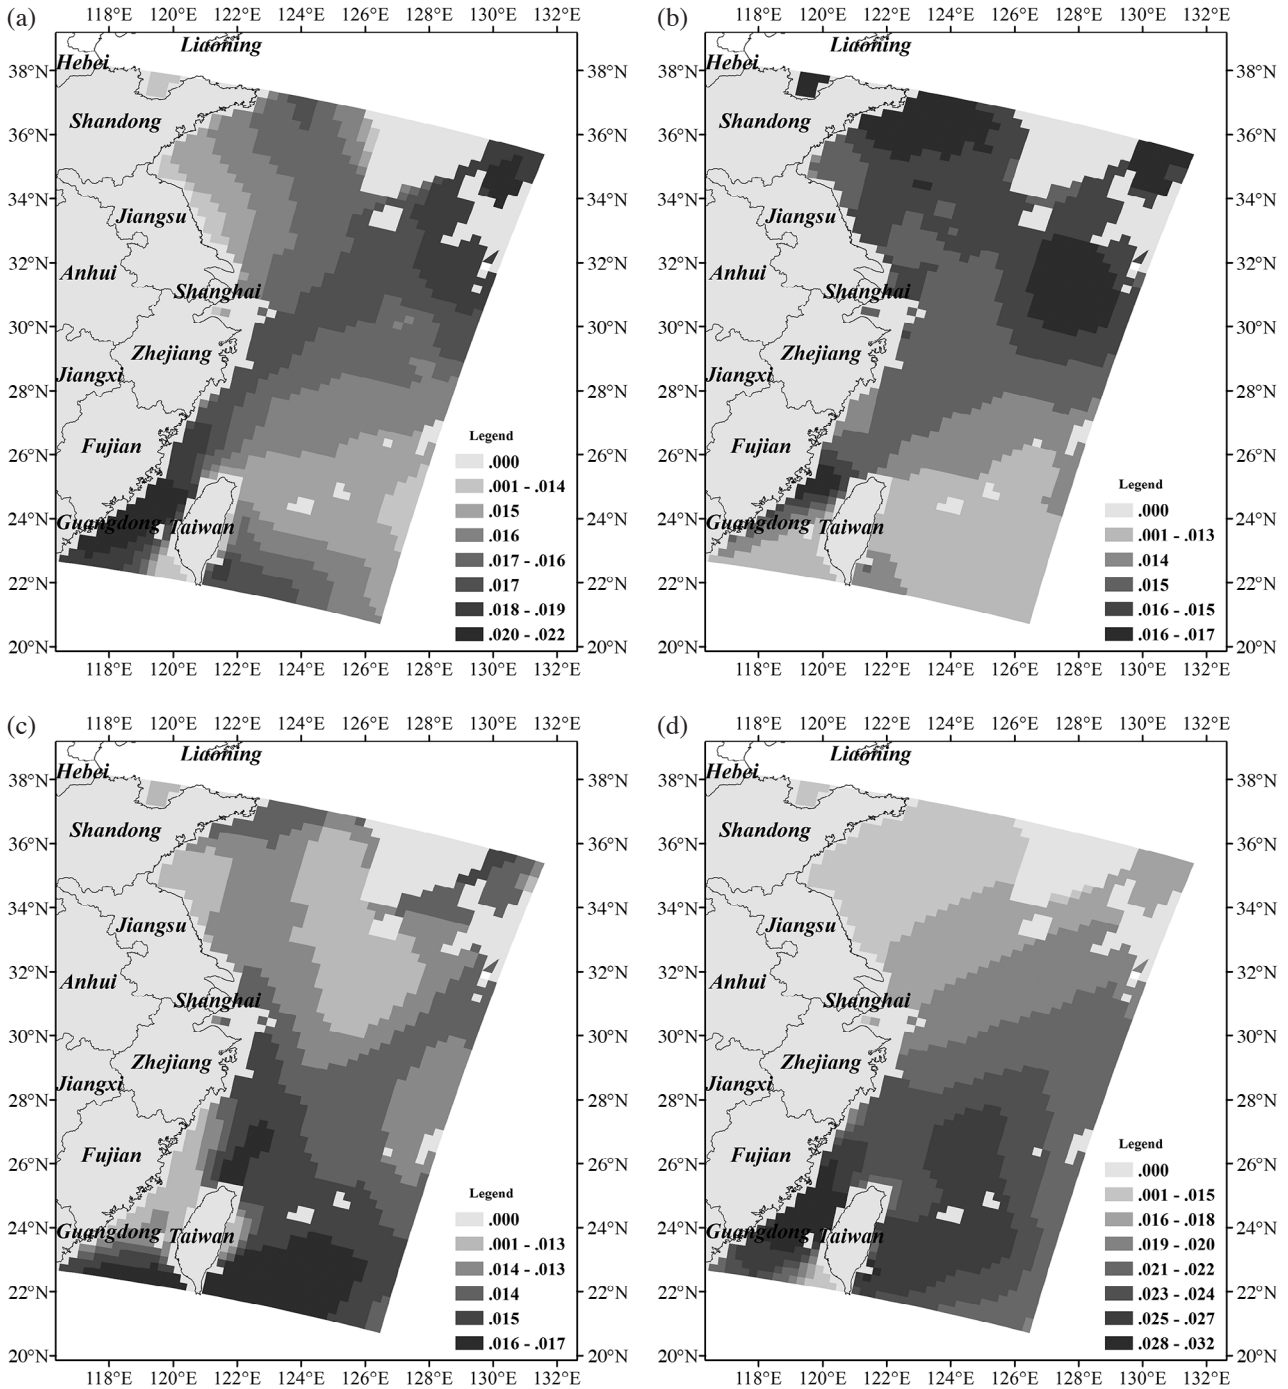 (a)
118°E 120°E 122°E 124°E 126°E 128°E 130°E 132°E
Liaoning
Hebei
38°N 38°N
Shandong
36°N 36°N
34°N 34°N
Jiangsu
32°N 32°N
Anhui
Shanghai
30°N 30°N
Zhejiang
Jiangxi
28°N 28°N
Fujian
26°N 26°N
24°N 24°N
Guangdong Taiwan
22°N 22°N
20°N 20°N
Legend
.000
.001 - .014
.015
.016
.017 - .016
.017
.018 - .019
.020 - .022
118°E 120°E 122°E 124°E 126°E 128°E 130°E 132°E
(b)
118°E 120°E 122°E 124°E 126°E 128°E 130°E 132°E
Liaoning
Hebei
38°N 38°N
Shandong
36°N 36°N
34°N 34°N
Jiangsu
32°N 32°N
Anhui
Shanghai
30°N 30°N
Zhejiang
Jiangxi
28°N 28°N
Fujian
26°N 26°N
24°N 24°N
Guangdong Taiwan
22°N 22°N
20°N 20°N
Legend
.000
.001 - .013
.014
.015
.016 - .015
.016 - .017
118°E 120°E 122°E 124°E 126°E 128°E 130°E 132°E
(c)
118°E 120°E 122°E 124°E 126°E 128°E 130°E 132°E
Liaoning
Hebei
38°N 38°N
Shandong
36°N 36°N
34°N 34°N
Jiangsu
32°N 32°N
Anhui
Shanghai
30°N 30°N
Zhejiang
Jiangxi
28°N 28°N
Fujian
26°N 26°N
24°N 24°N
Guangdong Taiwan
22°N 22°N
20°N 20°N
Legend
.000
.001 - .013
.014 - .013
.014
.015
.016 - .017
118°E 120°E 122°E 124°E 126°E 128°E 130°E 132°E
(d)
118°E 120°E 122°E 124°E 126°E 128°E 130°E 132°E
Liaoning
Hebei
38°N 38°N
Shandong
36°N 36°N
34°N 34°N
Jiangsu
32°N 32°N
Anhui
Shanghai
30°N 30°N
Zhejiang
Jiangxi
28°N 28°N
Fujian
26°N 26°N
24°N 24°N
Guangdong Taiwan
22°N 22°N
20°N 20°N
Legend
.000
.001 - .015
.016 - .018
.019 - .020
.021 - .022
.023 - .024
.025 - .027
.028 - .032
118°E 120°E 122°E 124°E 126°E 128°E 130°E 132°E